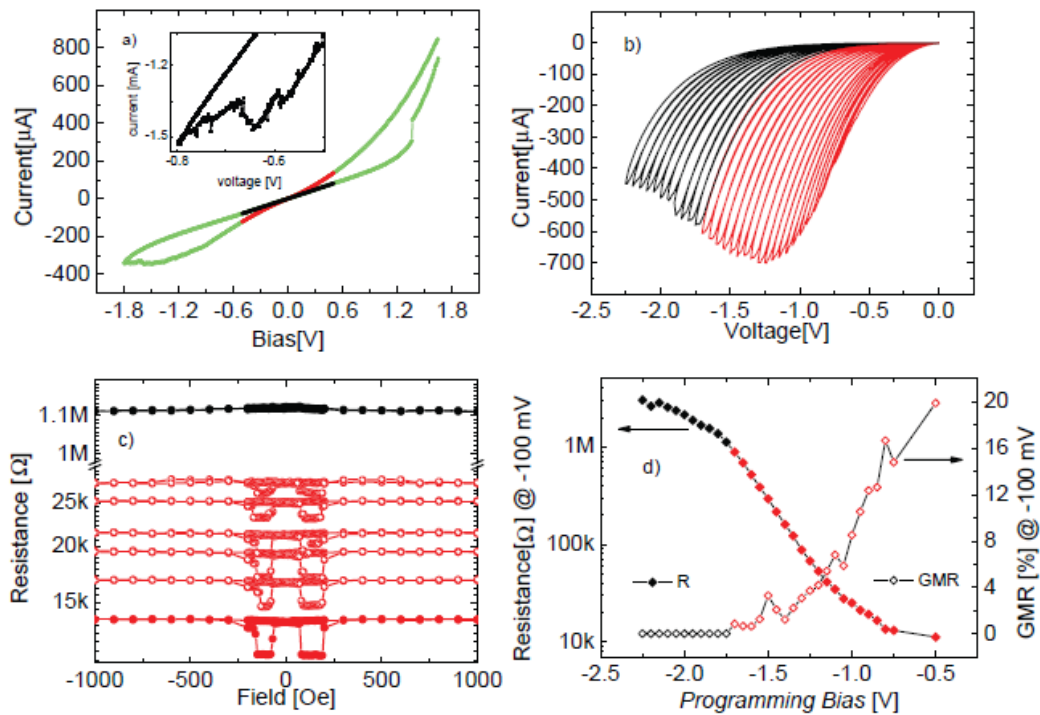 a)
800
600
400
200
0
-200
-400
Current[µA]
-1.8 -1.2 -0.6 0.0 0.6 1.2 1.8
Bias[V]
-1.2
-1.5
current [mA]
-0.8 -0.6
voltage [V]
b)
0
-100
-200
-300
-400
-500
-600
-700
Current[µA]
-2.5 -2.0 -1.5 -1.0 -0.5 0.0
Voltage[V]
c)
1.1M
1M
25k
20k
15k
Resistance [Ω]
-1000 -500 0 500 1000
Field [Oe]
d)
1M
100k
10k
Resistance[Ω] @ -100 mV
R
GMR
20
16
12
8
4
0
GMR [%] @ -100 mV
-2.5 -2.0 -1.5 -1.0 -0.5
Programming Bias [V]